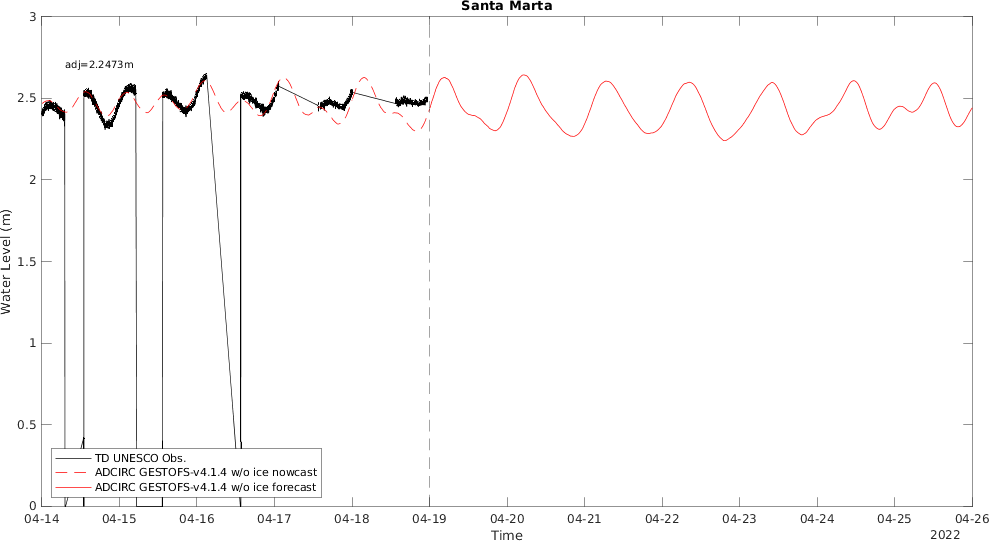 Santa Marta
adj=2.2473m
Water Level (m)
3
2.5
2
1.5
1
0.5
0
TD UNESCO Obs.
ADCIRC GESTOFS-v4.1.4 w/o ice nowcast
ADCIRC GESTOFS-v4.1.4 w/o ice forecast
04-14 04-15 04-16 04-17 04-18 04-19 04-20 04-21 04-22 04-23 04-24 04-25 04-26
Time
2022